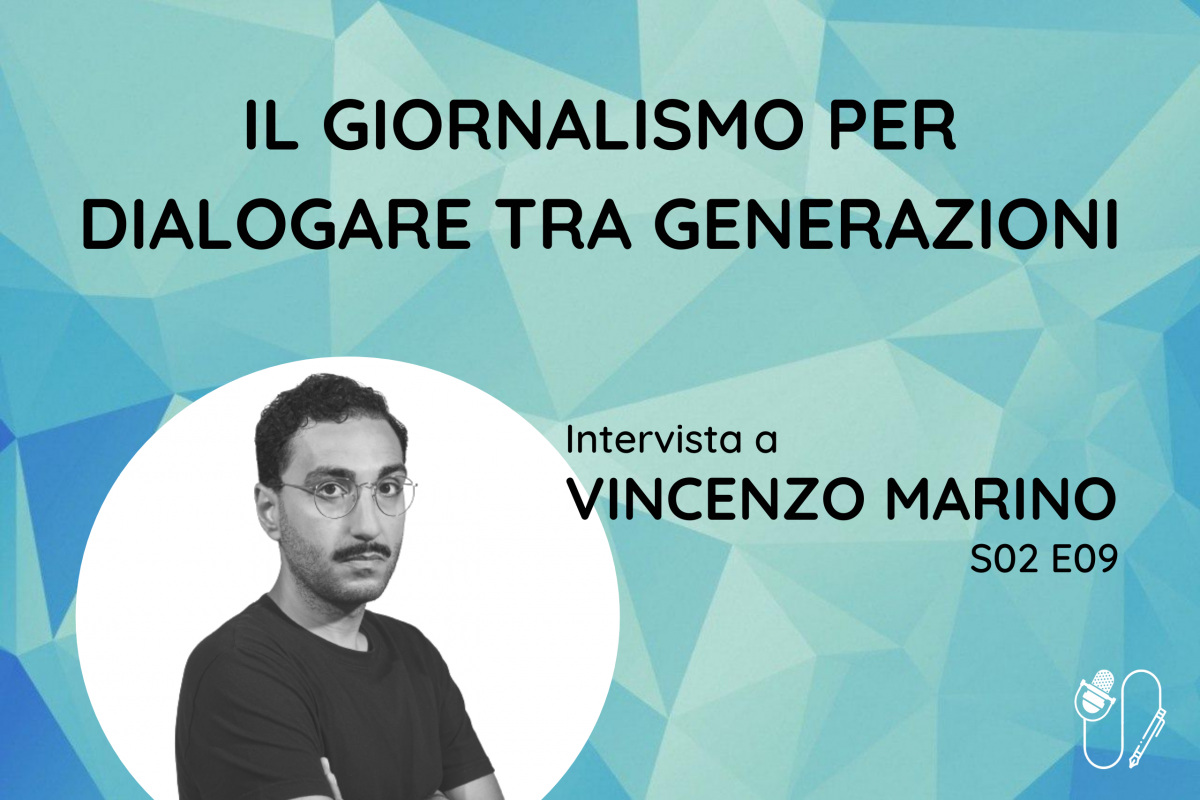 IL GIORNALISMO PER
DIALOGARE TRA GENERAZIONI
Intervista a
VINCENZO MARINO
S02 E09